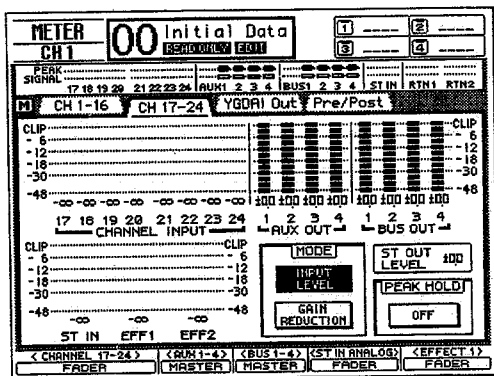 METER
CH1
00 Initial Data
READ ONLY EDIT
1 ----
2 ----
3 ----
4 ----
PEAK
SIGNAL
17 18 19 20 21 22 23 24 AUX1 2 3 4 BUS1 2 3 4 ST IN RTN1 RTN2
M CH 1-16 CH 17-24 YGDAI Out Pre/Post
CLIP
- 6
-12
-18
-30
-48
-∞ -∞ -∞ -∞ -∞ -∞ -∞ -∞
17 18 19 20 21 22 23 24
CHANNEL INPUT
±00 ±00 ±00 ±00
1 2 3 4
AUX OUT
±00 ±00 ±00 ±00
1 2 3 4
BUS OUT
CLIP
- 6
-12
-18
-30
-48
CLIP
- 6
-12
-18
-30
-48
-∞ -∞
ST IN EFF1 EFF2
CLIP
- 6
-12
-18
-30
-48
MODE
INPUT
LEVEL
GAIN
REDUCTION
ST OUT
LEVEL ±00
PEAK HOLD
OFF
< CHANNEL 17-24 > <AUX 1-4> <BUS 1-4> <ST IN ANALOG> <EFFECT 1>
FADER MASTER MASTER FADER FADER